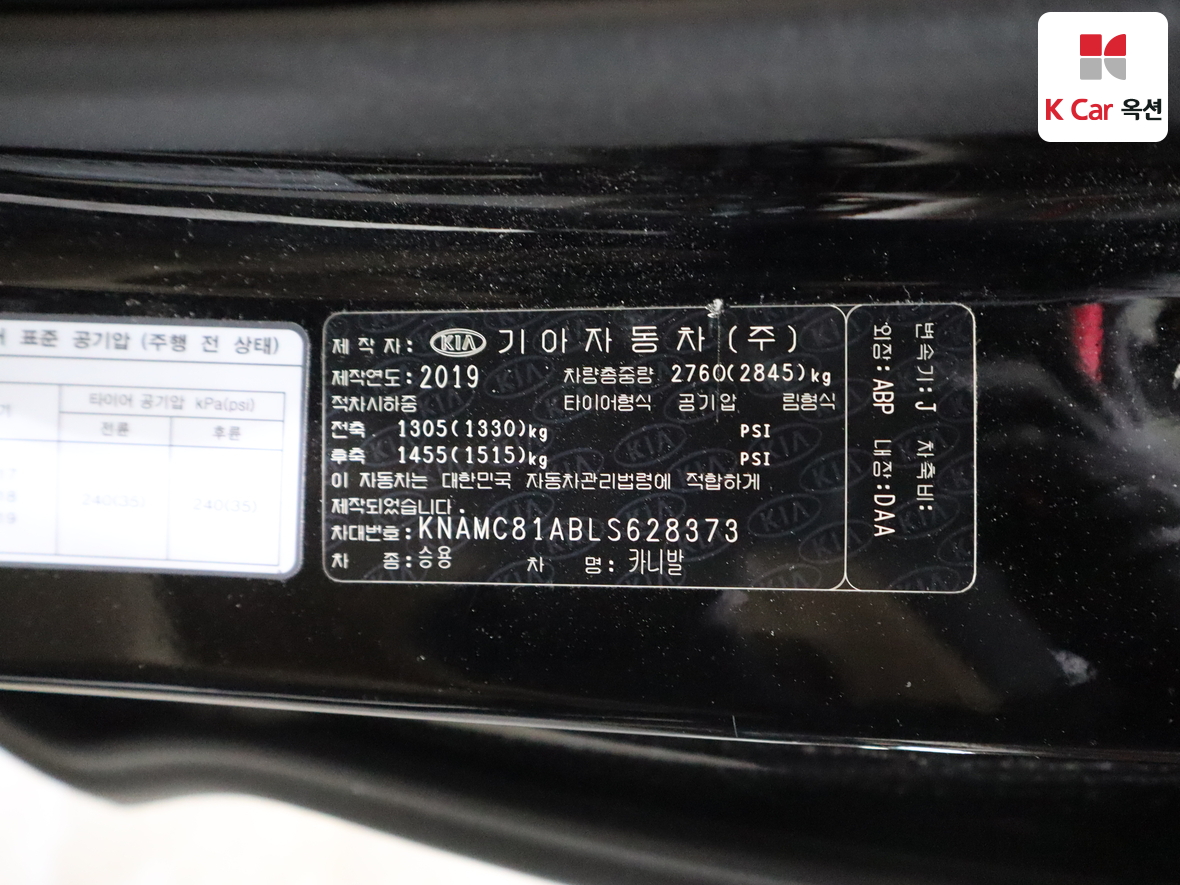 K Car 옥션
표준 공기압 (주행 전 상태)
타이어 공기압 kPa(psi)
전륜 후륜
240(35) 240(35)
제 작 자: KIA 기아자동차(주)
제작연도: 2019 차량총중량 2760(2845)kg
적차시하중 타이어형식 공기압 림형식
전축 1305(1330)kg PSI
후축 1455(1515)kg PSI
이 자동차는 대한민국 자동차관리법령에 적합하게
제작되었습니다.
차대번호: KNAMC81ABLS628373
차 종: 승용 차 명: 카니발
변속기: J 차축비:
외장: ABP 내장: DAA